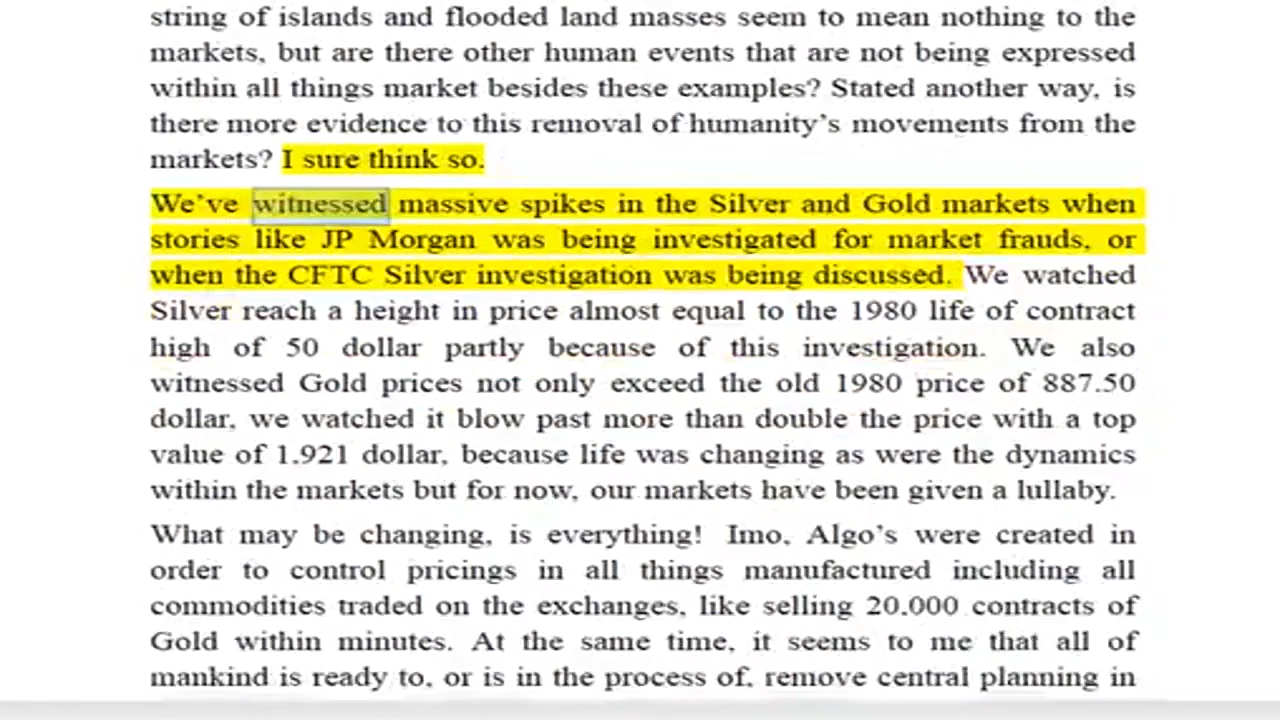 string of islands and flooded land masses seem to mean nothing to the
markets, but are there other human events that are not being expressed
within all things market besides these examples? Stated another way, is
there more evidence to this removal of humanity's movements from the
markets? I sure think so.
We've witnessed massive spikes in the Silver and Gold markets when
stories like JP Morgan was being investigated for market frauds, or
when the CFTC Silver investigation was being discussed. We watched
Silver reach a height in price almost equal to the 1980 life of contract
high of 50 dollar partly because of this investigation. We also
witnessed Gold prices not only exceed the old 1980 price of 887.50
dollar, we watched it blow past more than double the price with a top
value of 1.921 dollar, because life was changing as were the dynamics
within the markets but for now, our markets have been given a lullaby.
What may be changing, is everything! Imo, Algo's were created in
order to control pricings in all things manufactured including all
commodities traded on the exchanges, like selling 20.000 contracts of
Gold within minutes. At the same time, it seems to me that all of
mankind is ready to, or is in the process of, remove central planning in